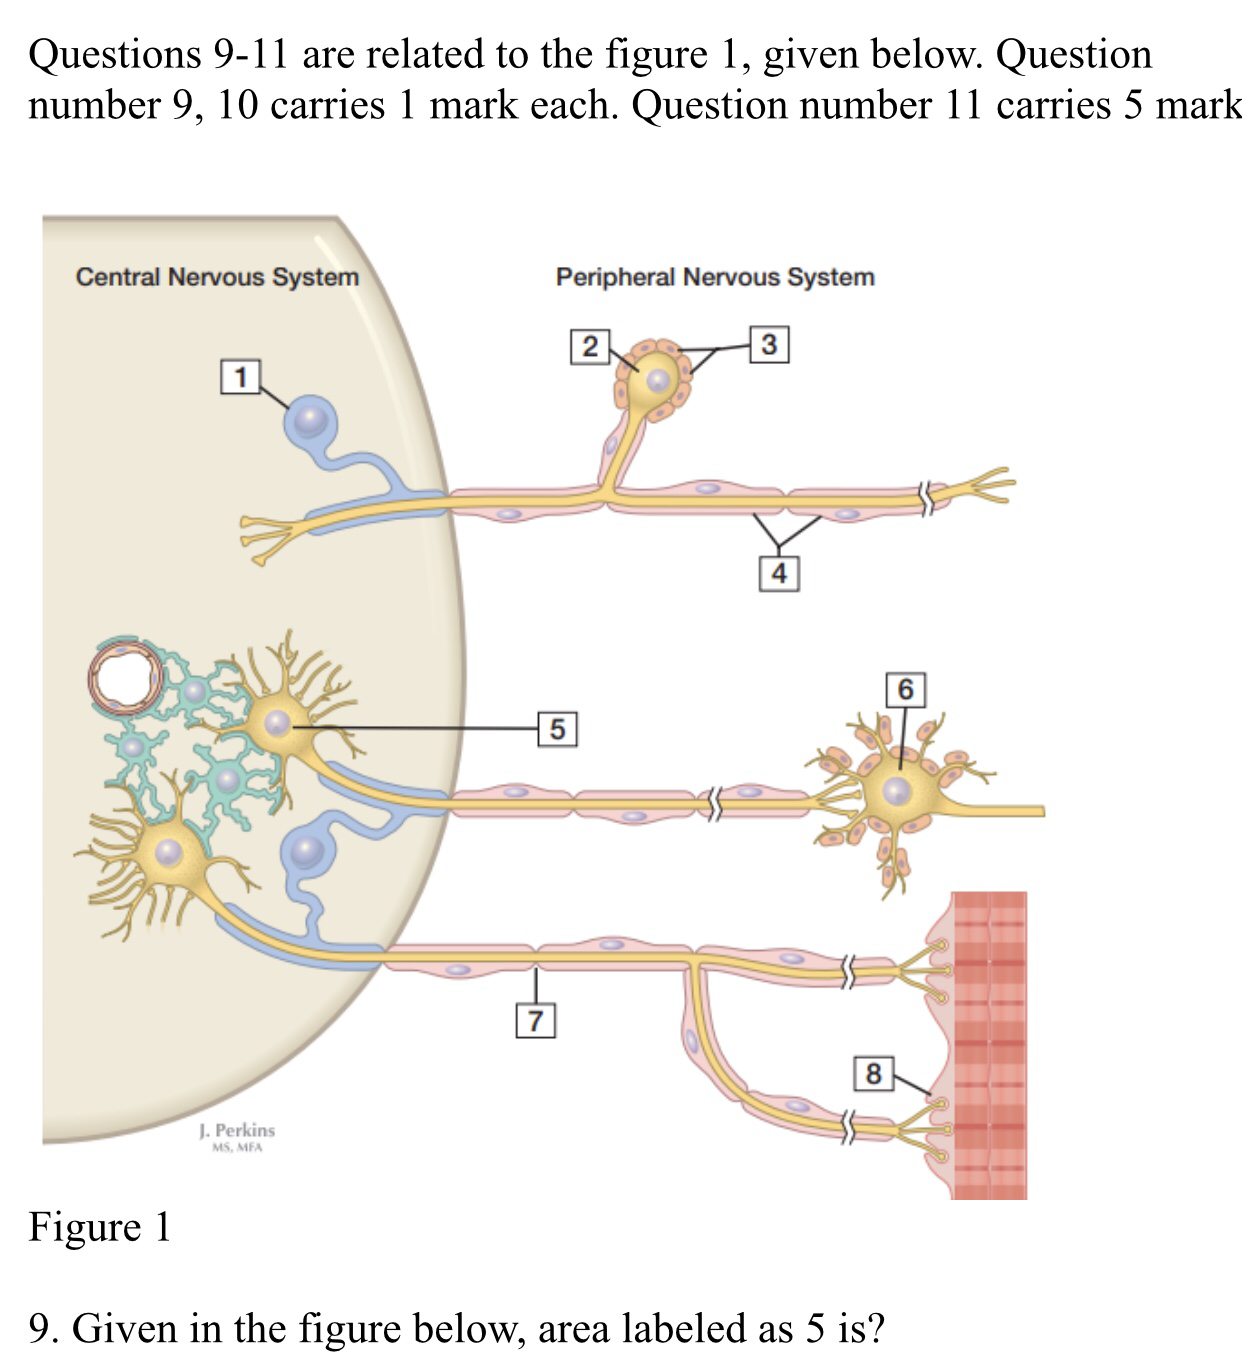 Questions 9-11 are related to the figure 1, given below. Question
number 9, 10 carries 1 mark each. Question number 11 carries 5 mark
Central Nervous System
Peripheral Nervous System
2
3
1
4
6
5
7
8
J. Perkins
MS, MFA
Figure 1
9. Given in the figure below, area labeled as 5 is?